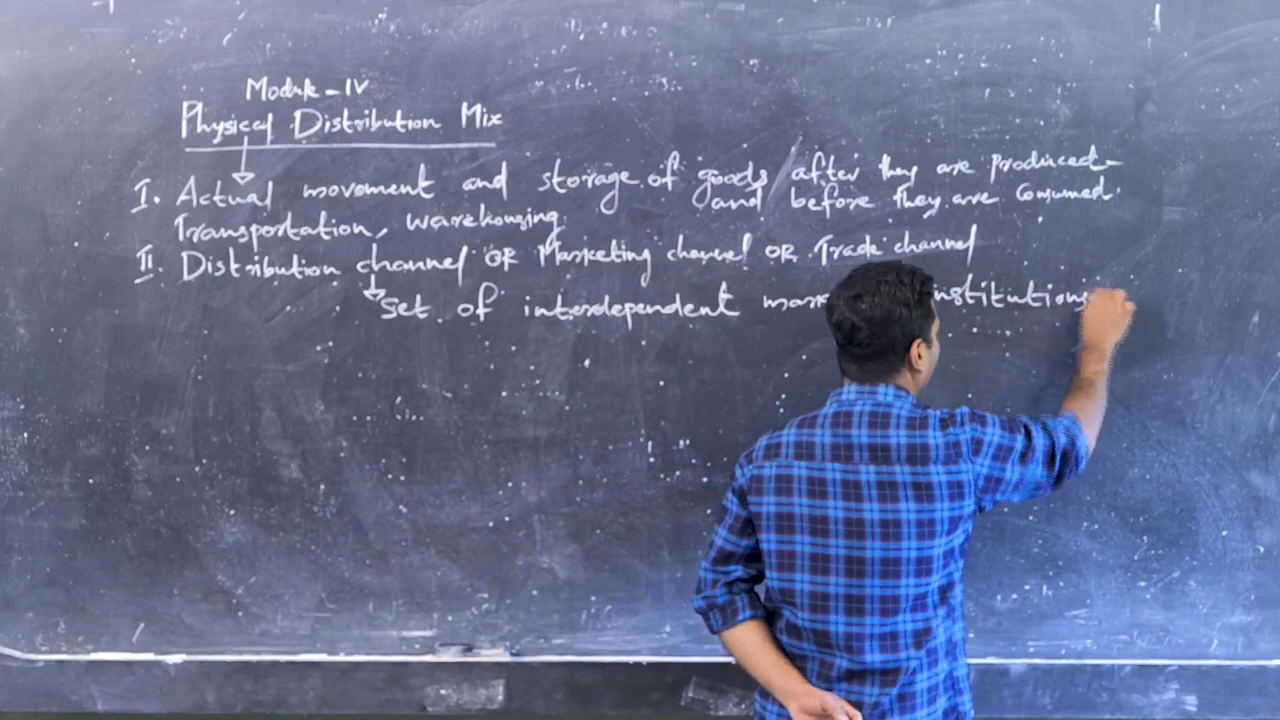 Module - IV
Physical Distribution Mix
I. Actual movement and storage of goods after they are produced
and before they are consumed.
Transportation, warehousing
II. Distribution channel OR Marketing channel OR Trade channel
Set of interdependent